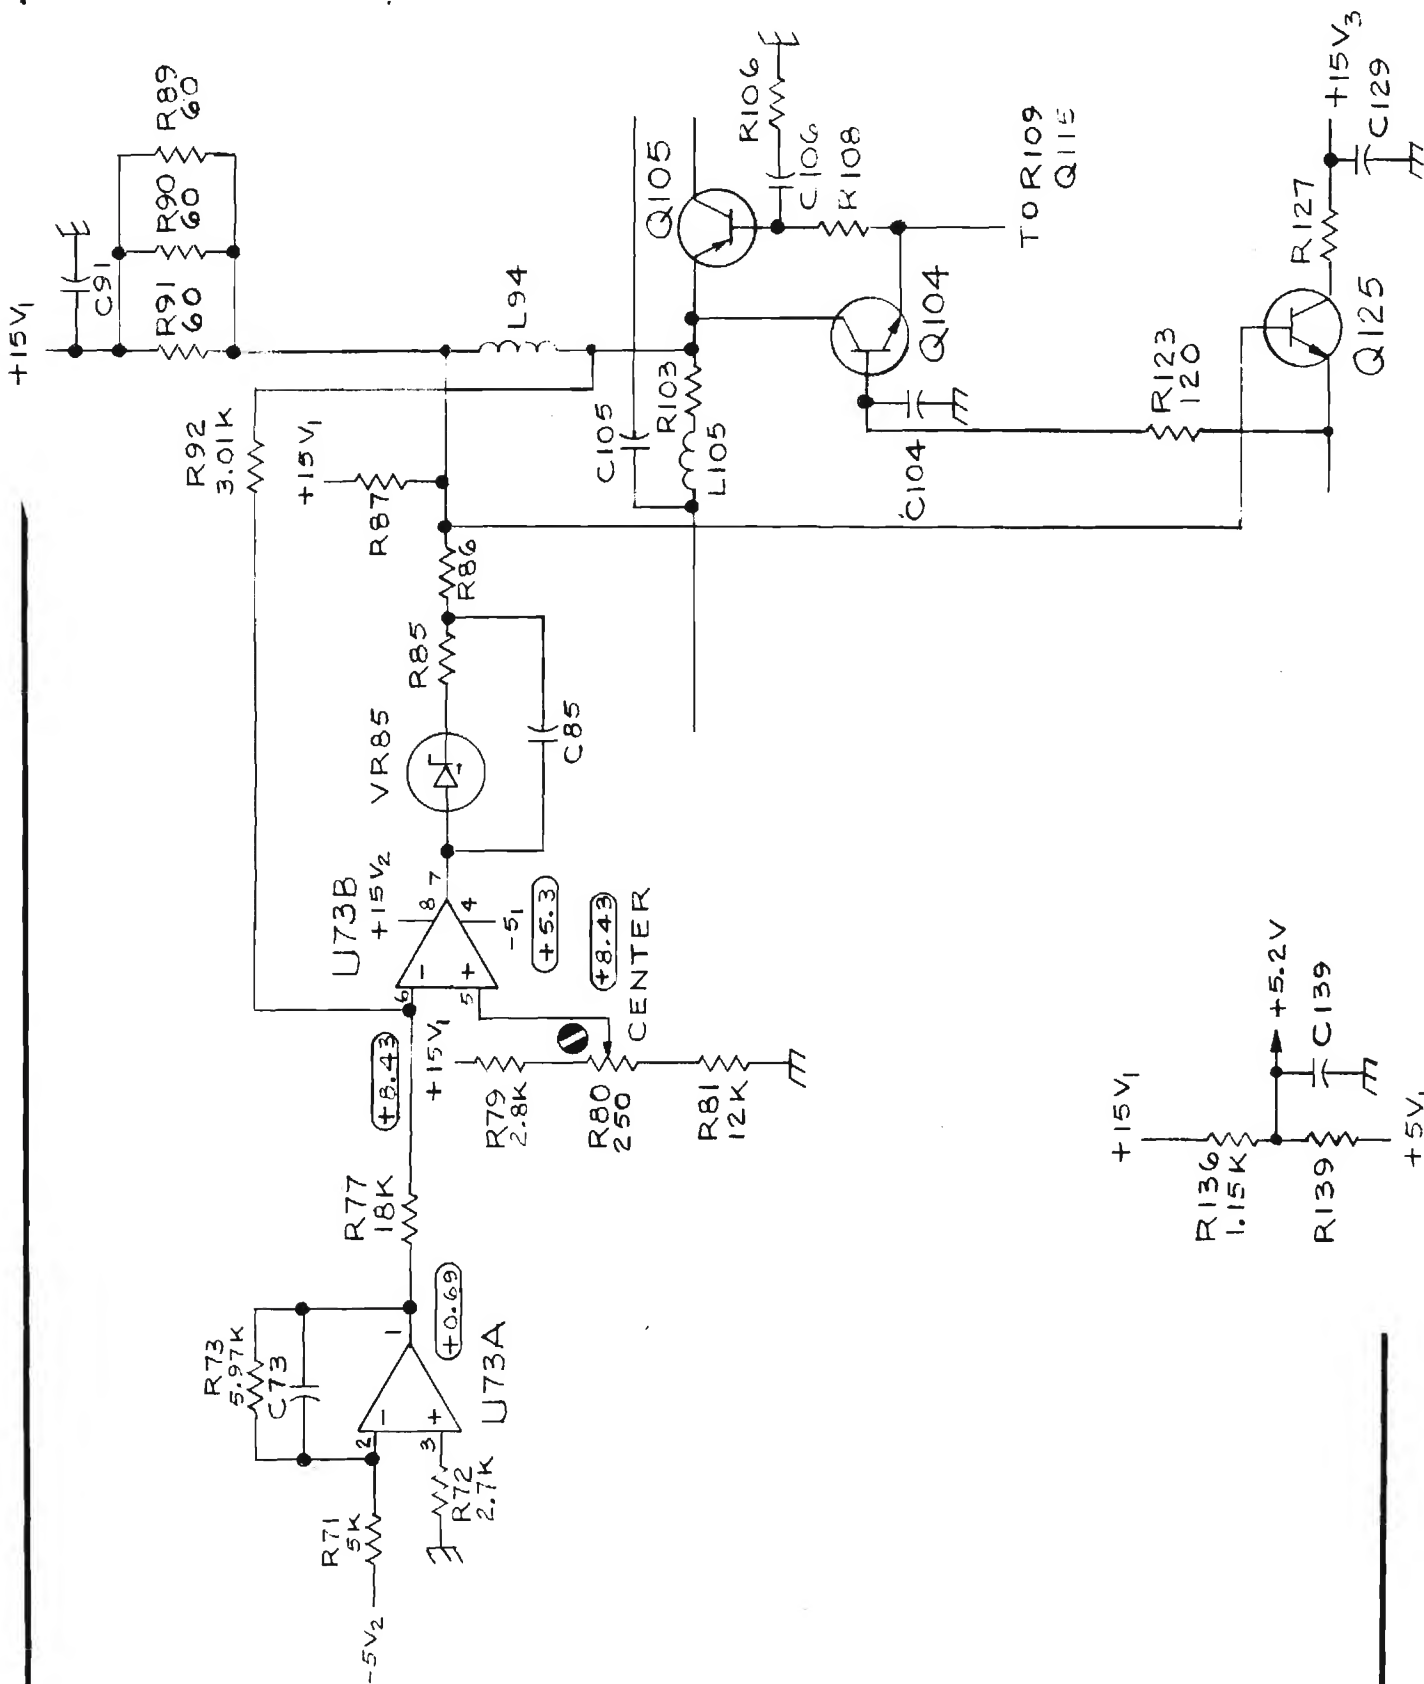 +15V1
C91
R91
60
R90
60
R89
60
R92
3.01K
+15V1
R87
L94
C105
R103
L105
Q105
R106
C106
R108
TO R109
Q115
Q104
C104
R123
120
Q125
R127
+15V3
C129
R86
R85
VR85
C85
U73B
+15V2
8
7
4
-51
+5.3
6
5
-
+
+8.43
+8.43
CENTER
+15V1
R79
2.8K
R80
250
R81
12K
R77
18K
+0.69
R73
5.97K
C73
1
2
3
-
+
U73A
R71
5K
-5V2
R72
2.7K
+15V1
R136
1.15K
+5.2V
C139
R139
+5V1